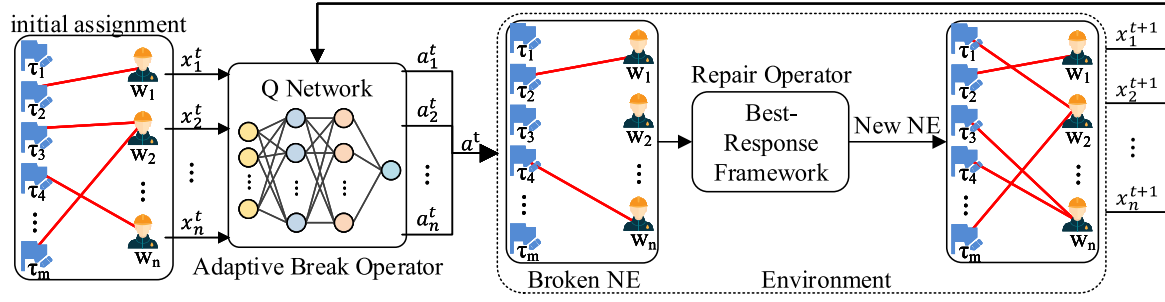 initial assignment
τ1
τ2
τ3
τ4
τm
w1
w2
wn
x_1^t
x_2^t
x_n^t
Q Network
Adaptive Break Operator
a_1^t
a_2^t
a_n^t
a^t
τ1
τ2
τ3
τ4
τm
w1
w2
wn
Broken NE
Repair Operator
Best-
Response
Framework
New NE
Environment
τ1
τ2
τ3
τ4
τm
w1
w2
wn
x_1^{t+1}
x_2^{t+1}
x_n^{t+1}